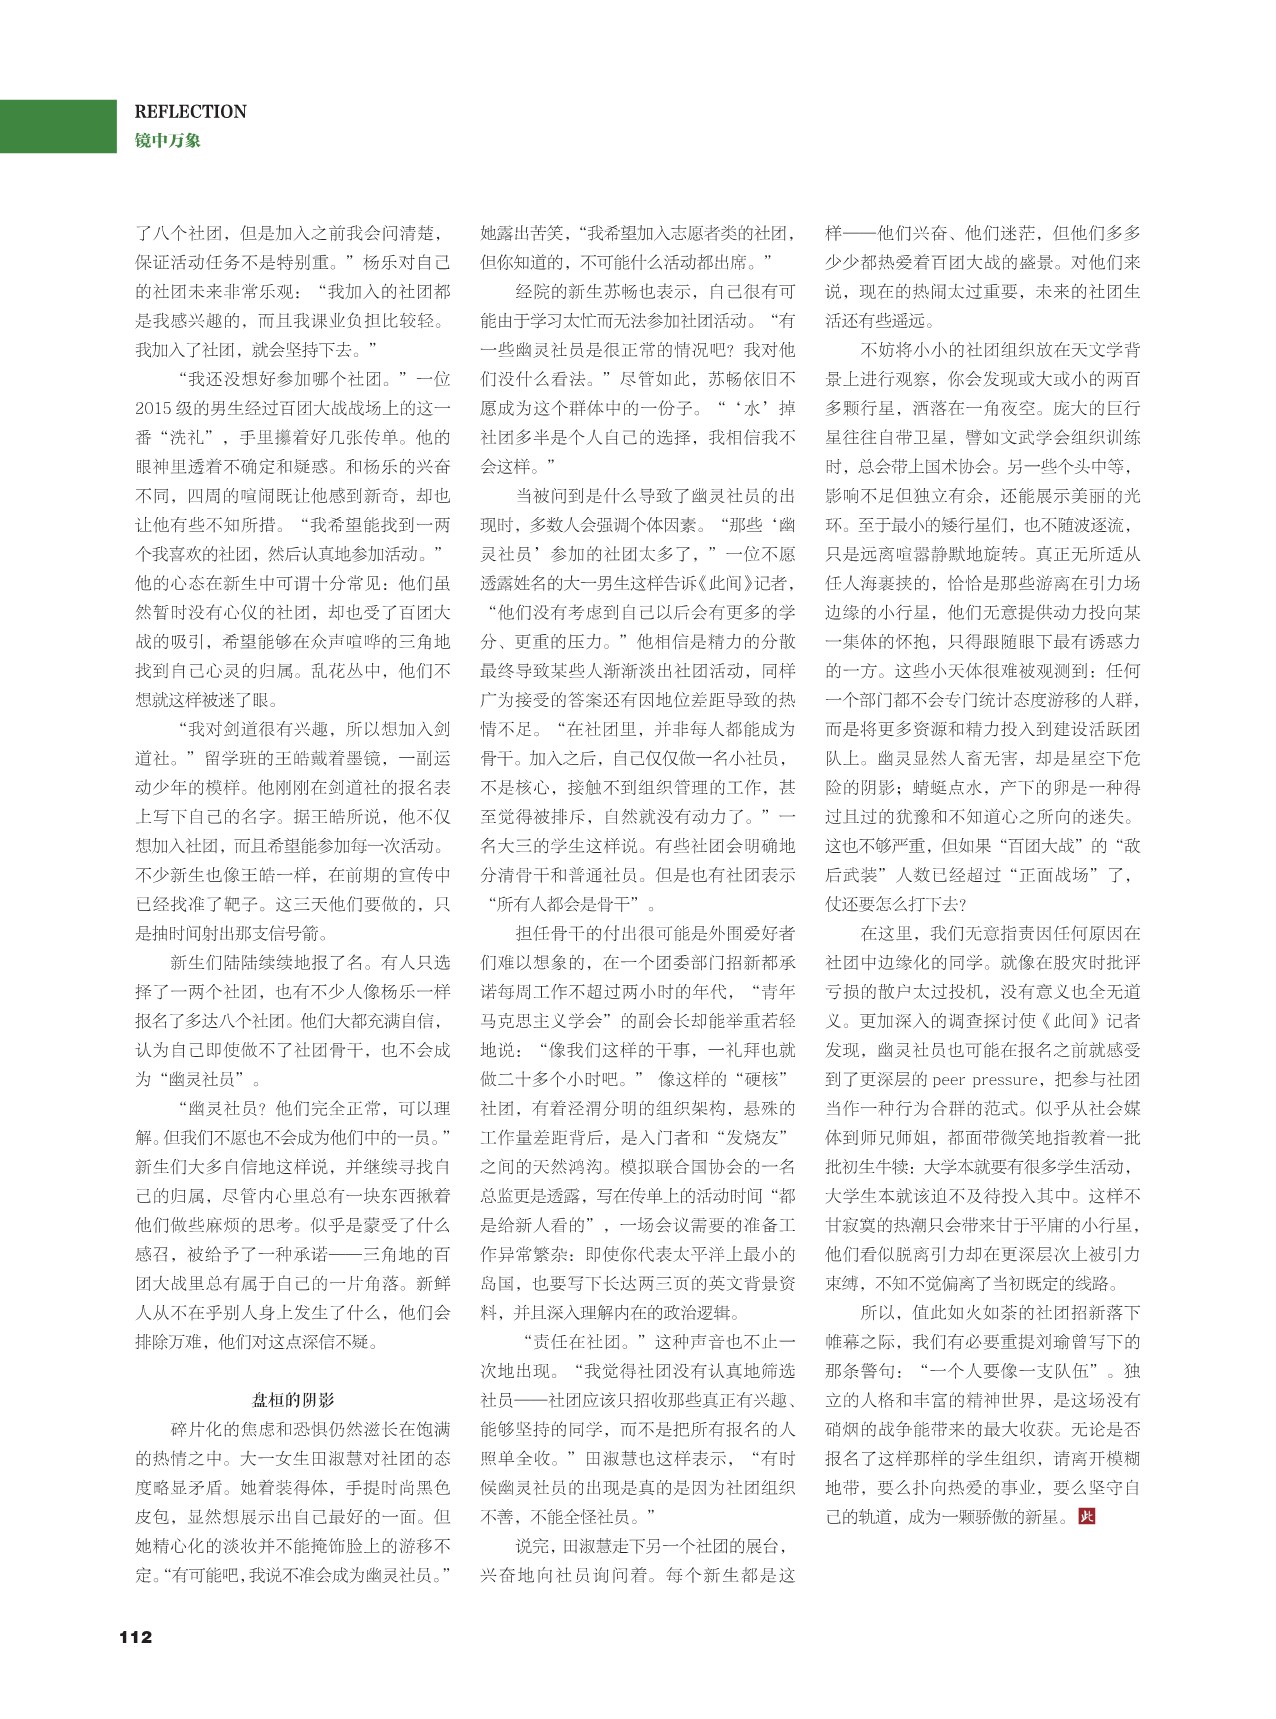 REFLECTION
镜中万象
了八个社团，但是加入之前我会问清楚，
保证活动任务不是特别重。”杨乐对自己
的社团未来非常乐观：“我加入的社团都
是我感兴趣的，而且我课业负担比较轻。
我加入了社团，就会坚持下去。”
“我还没想好参加哪个社团。”一位
2015 级的男生经过百团大战战场上的这一
番“洗礼”，手里攥着好几张传单。他的
眼神里透着不确定和疑惑。和杨乐的兴奋
不同，四周的喧闹既让他感到新奇，却也
让他有些不知所措。“我希望能找到一两
个我喜欢的社团，然后认真地参加活动。”
他的心态在新生中可谓十分常见：他们虽
然暂时没有心仪的社团，却也受了百团大
战的吸引，希望能够在众声喧哗的三角地
找到自己心灵的归属。乱花丛中，他们不
想就这样被迷了眼。
“我对剑道很有兴趣，所以想加入剑
道社。”留学班的王皓戴着墨镜，一副运
动少年的模样。他刚刚在剑道社的报名表
上写下自己的名字。据王皓所说，他不仅
想加入社团，而且希望能参加每一次活动。
不少新生也像王皓一样，在前期的宣传中
已经找准了靶子。这三天他们要做的，只
是抽时间射出那支信号箭。
新生们陆陆续续地报了名。有人只选
择了一两个社团，也有不少人像杨乐一样
报名了多达八个社团。他们大都充满自信，
认为自己即使做不了社团骨干，也不会成
为“幽灵社员”。
“幽灵社员？他们完全正常，可以理
解。但我们不愿也不会成为他们中的一员。”
新生们大多自信地这样说，并继续寻找自
己的归属，尽管内心里总有一块东西揪着
他们做些麻烦的思考。似乎是蒙受了什么
感召，被给予了一种承诺——三角地的百
团大战里总有属于自己的一片角落。新鲜
人从不在乎别人身上发生了什么，他们会
排除万难，他们对这点深信不疑。
盘桓的阴影
碎片化的焦虑和恐惧仍然滋长在饱满
的热情之中。大一女生田淑慧对社团的态
度略显矛盾。她着装得体，手提时尚黑色
皮包，显然想展示出自己最好的一面。但
她精心化的淡妆并不能掩饰脸上的游移不
定。“有可能吧，我说不准会成为幽灵社员。”
她露出苦笑，“我希望加入志愿者类的社团，
但你知道的，不可能什么活动都出席。”
经院的新生苏畅也表示，自己很有可
能由于学习太忙而无法参加社团活动。“有
一些幽灵社员是很正常的情况吧？我对他
们没什么看法。”尽管如此，苏畅依旧不
愿成为这个群体中的一份子。“‘水’掉
社团多半是个人自己的选择，我相信我不
会这样。”
当被问到是什么导致了幽灵社员的出
现时，多数人会强调个体因素。“那些‘幽
灵社员’参加的社团太多了，”一位不愿
透露姓名的大一男生这样告诉《此间》记者，
“他们没有考虑到自己以后会有更多的学
分、更重的压力。”他相信是精力的分散
最终导致某些人渐渐淡出社团活动，同样
广为接受的答案还有因地位差距导致的热
情不足。“在社团里，并非每人都能成为
骨干。加入之后，自己仅仅做一名小社员，
不是核心，接触不到组织管理的工作，甚
至觉得被排斥，自然就没有动力了。”一
名大三的学生这样说。有些社团会明确地
分清骨干和普通社员。但是也有社团表示
“所有人都会是骨干”。
担任骨干的付出很可能是外围爱好者
们难以想象的，在一个团委部门招新都承
诺每周工作不超过两小时的年代，“青年
马克思主义学会”的副会长却能举重若轻
地说：“像我们这样的干事，一礼拜也就
做二十多个小时吧。” 像这样的“硬核”
社团，有着泾渭分明的组织架构，悬殊的
工作量差距背后，是入门者和“发烧友”
之间的天然鸿沟。模拟联合国协会的一名
总监更是透露，写在传单上的活动时间“都
是给新人看的”，一场会议需要的准备工
作异常繁杂：即使你代表太平洋上最小的
岛国，也要写下长达两三页的英文背景资
料，并且深入理解内在的政治逻辑。
“责任在社团。”这种声音也不止一
次地出现。“我觉得社团没有认真地筛选
社员——社团应该只招收那些真正有兴趣、
能够坚持的同学，而不是把所有报名的人
照单全收。”田淑慧也这样表示，“有时
候幽灵社员的出现是真的是因为社团组织
不善，不能全怪社员。”
说完，田淑慧走下另一个社团的展台，
兴奋地向社员询问着。每个新生都是这
样——他们兴奋、他们迷茫，但他们多多
少少都热爱着百团大战的盛景。对他们来
说，现在的热闹太过重要，未来的社团生
活还有些遥远。
不妨将小小的社团组织放在天文学背
景上进行观察，你会发现或大或小的两百
多颗行星，洒落在一角夜空。庞大的巨行
星往往自带卫星，譬如文武学会组织训练
时，总会带上国术协会。另一些个头中等，
影响不足但独立有余，还能展示美丽的光
环。至于最小的矮行星们，也不随波逐流，
只是远离喧嚣静默地旋转。真正无所适从
任人海裹挟的，恰恰是那些游离在引力场
边缘的小行星，他们无意提供动力投向某
一集体的怀抱，只得跟随眼下最有诱惑力
的一方。这些小天体很难被观测到：任何
一个部门都不会专门统计态度游移的人群，
而是将更多资源和精力投入到建设活跃团
队上。幽灵显然人畜无害，却是星空下危
险的阴影；蜻蜓点水，产下的卵是一种得
过且过的犹豫和不知道心之所向的迷失。
这也不够严重，但如果“百团大战”的“敌
后武装”人数已经超过“正面战场”了，
仗还要怎么打下去？
在这里，我们无意指责因任何原因在
社团中边缘化的同学。就像在股灾时批评
亏损的散户太过投机，没有意义也全无道
义。更加深入的调查探讨使《此间》记者
发现，幽灵社员也可能在报名之前就感受
到了更深层的 peer pressure，把参与社团
当作一种行为合群的范式。似乎从社会媒
体到师兄师姐，都面带微笑地指教着一批
批初生牛犊：大学本就要有很多学生活动，
大学生本就该迫不及待投入其中。这样不
甘寂寞的热潮只会带来甘于平庸的小行星，
他们看似脱离引力却在更深层次上被引力
束缚，不知不觉偏离了当初既定的线路。
所以，值此如火如荼的社团招新落下
帷幕之际，我们有必要重提刘瑜曾写下的
那条警句：“一个人要像一支队伍”。独
立的人格和丰富的精神世界，是这场没有
硝烟的战争能带来的最大收获。无论是否
报名了这样那样的学生组织，请离开模糊
地带，要么扑向热爱的事业，要么坚守自
己的轨道，成为一颗骄傲的新星。此
112